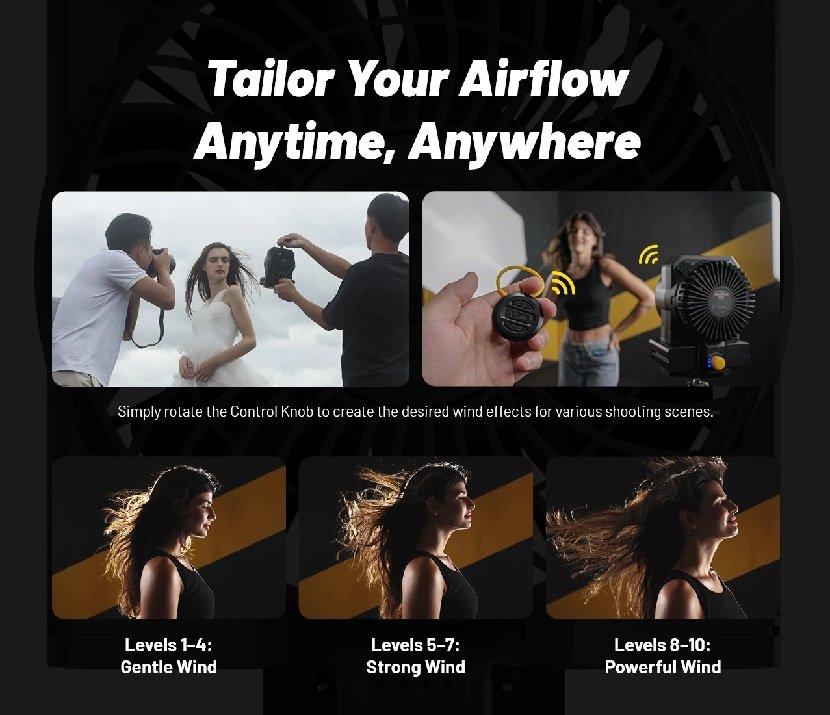 Tailor Your Airflow
Anytime, Anywhere
Simply rotate the Control Knob to create the desired wind effects for various shooting scenes.
Levels 1–4:
Gentle Wind
Levels 5–7:
Strong Wind
Levels 8–10:
Powerful Wind